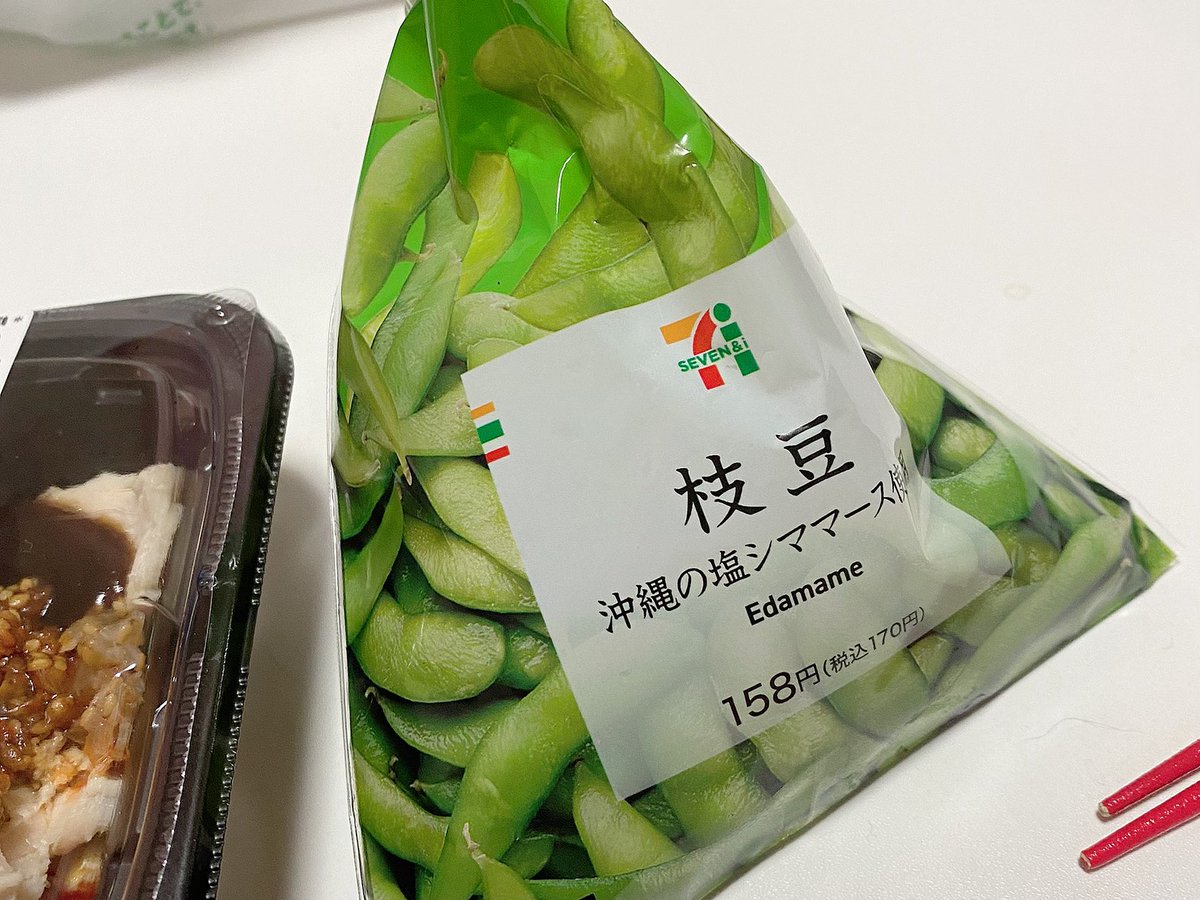 SEVEN&i
枝豆
沖縄の塩シママース使用
Edamame
158円(税込170円)